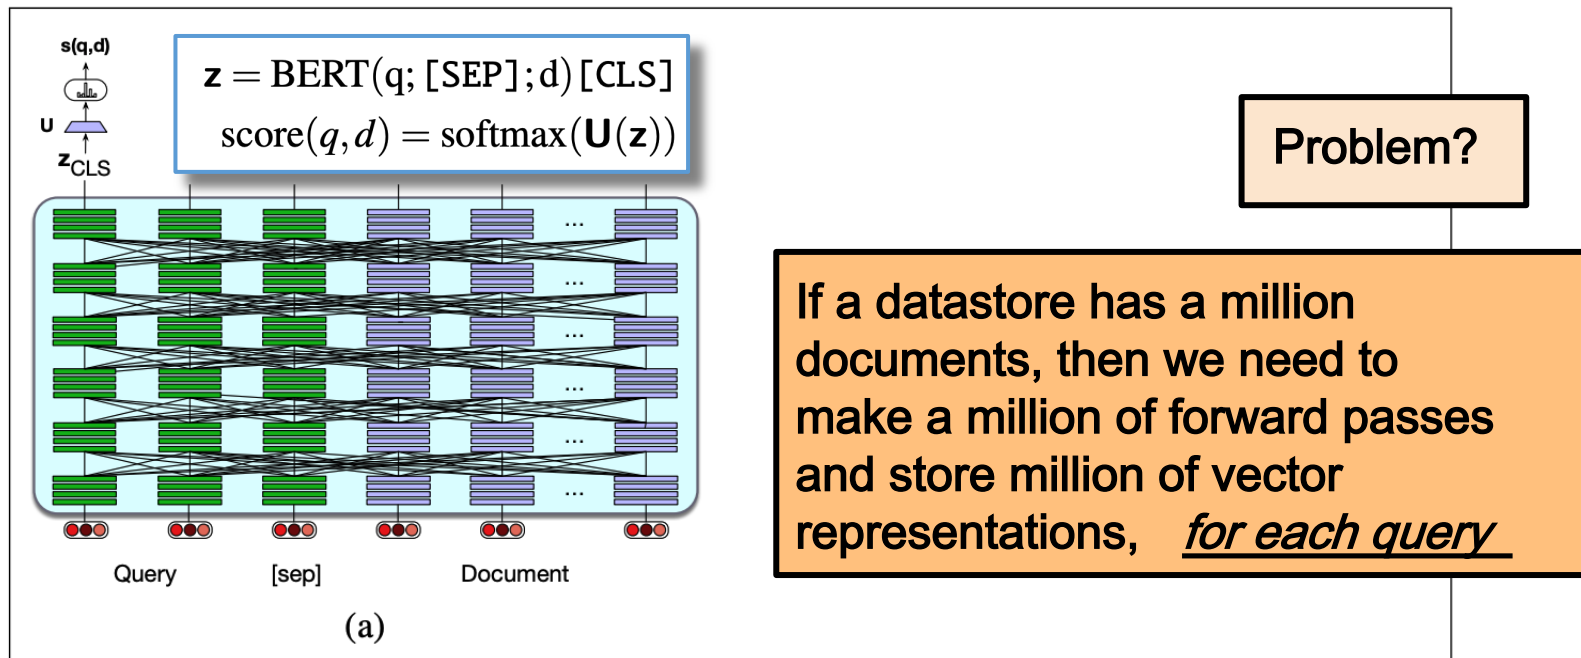 s(q,d)
U
zCLS
z = BERT(q; [SEP]; d)[CLS]
score(q, d) = softmax(U(z))
...
...
...
...
...
...
Query
[sep]
Document
(a)
Problem?
If a datastore has a million
documents, then we need to
make a million of forward passes
and store million of vector
representations, for each query